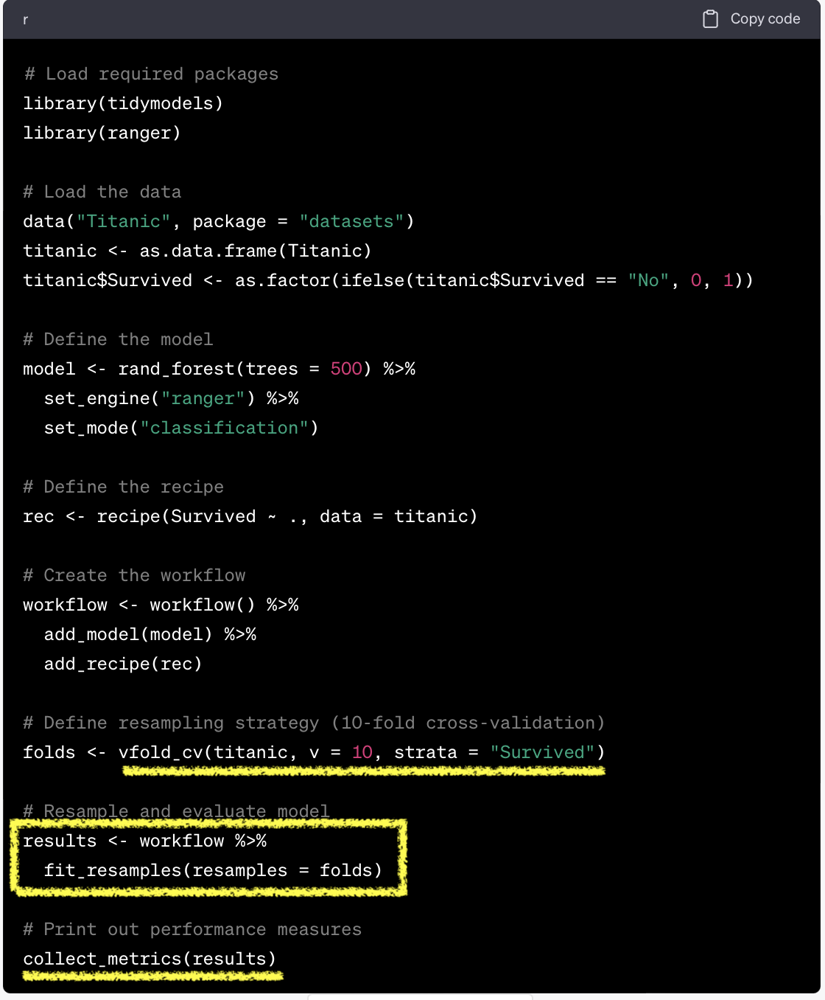 r
Copy code
# Load required packages
library(tidymodels)
library(ranger)
# Load the data
data("Titanic", package = "datasets")
titanic <- as.data.frame(Titanic)
titanic$Survived <- as.factor(ifelse(titanic$Survived == "No", 0, 1))
# Define the model
model <- rand_forest(trees = 500) %>%
  set_engine("ranger") %>%
  set_mode("classification")
# Define the recipe
rec <- recipe(Survived ~ ., data = titanic)
# Create the workflow
workflow <- workflow() %>%
  add_model(model) %>%
  add_recipe(rec)
# Define resampling strategy (10-fold cross-validation)
folds <- vfold_cv(titanic, v = 10, strata = "Survived")
# Resample and evaluate model
results <- workflow %>%
  fit_resamples(resamples = folds)
# Print out performance measures
collect_metrics(results)